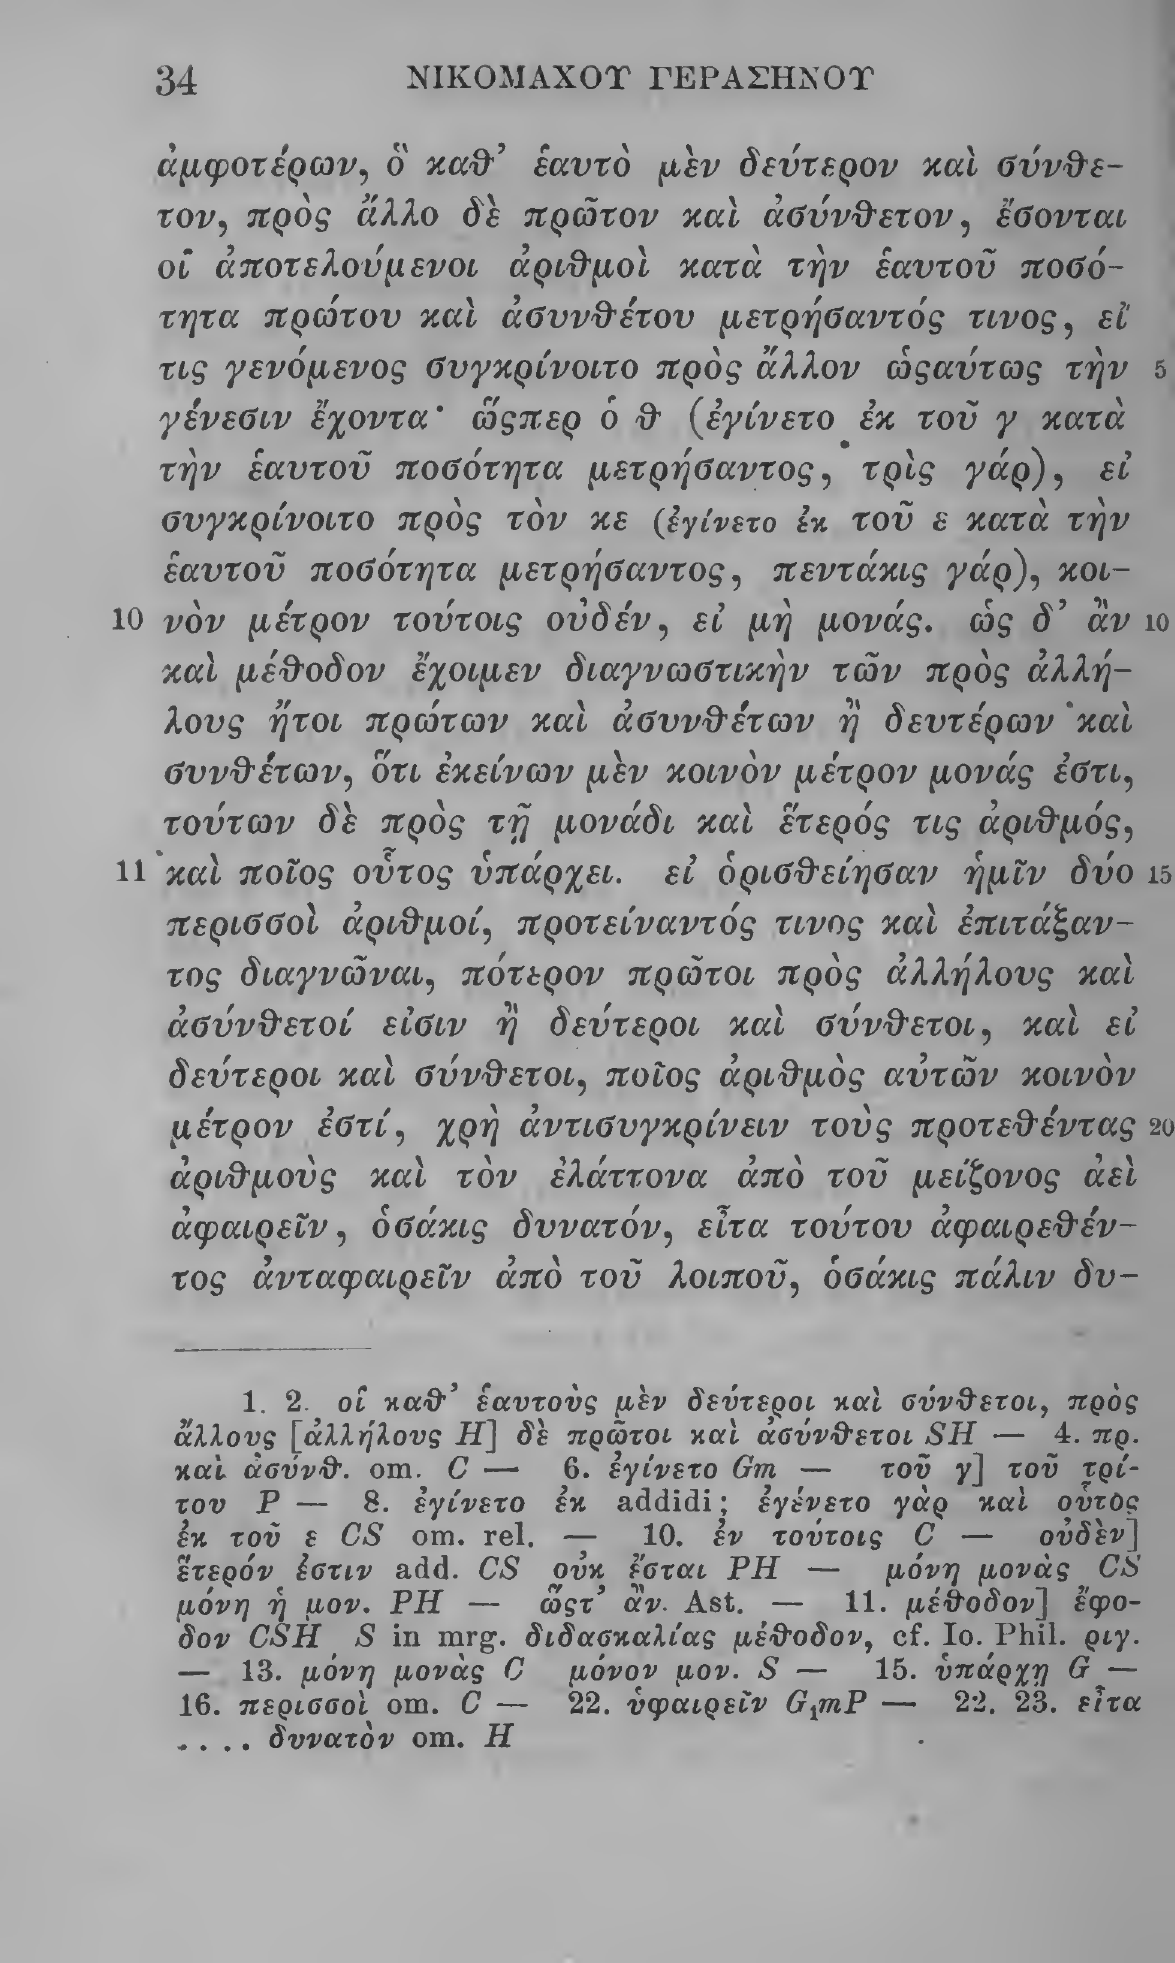 34 ΝΙΚΟΜΑΧΟΥ ΓΕΡΑΣΗΝΟΥ
ἀμφοτέρων, ὃ καθ’ ἑαυτὸ μὲν δεύτερον καὶ σύνθε-
τον, πρὸς ἄλλο δὲ πρῶτον καὶ ἀσύνθετον, ἔσονται
οἱ ἀποτελούμενοι ἀριθμοὶ κατὰ τὴν ἑαυτοῦ ποσό-
τητα πρώτου καὶ ἀσυνθέτου μετρήσαντός τινος, εἴ
τις γενόμενος συγκρίνοιτο πρὸς ἄλλον ὡςαύτως τὴν 5
γένεσιν ἔχοντα· ὥςπερ ὁ θ (ἐγίνετο ἐκ τοῦ γ κατὰ
τὴν ἑαυτοῦ ποσότητα μετρήσαντος, τρὶς γάρ), εἰ
συγκρίνοιτο πρὸς τὸν κε (ἐγίνετο ἐκ τοῦ ε κατὰ τὴν
ἑαυτοῦ ποσότητα μετρήσαντος, πεντάκις γάρ), κοι-
10 νὸν μέτρον τούτοις οὐδέν, εἰ μὴ μονάς. ὡς δ’ ἂν 10
καὶ μέθοδον ἔχοιμεν διαγνωστικὴν τῶν πρὸς ἀλλή-
λους ἤτοι πρώτων καὶ ἀσυνθέτων ἢ δευτέρων καὶ
συνθέτων, ὅτι ἐκείνων μὲν κοινὸν μέτρον μονάς ἐστι,
τούτων δὲ πρὸς τῇ μονάδι καὶ ἕτερός τις ἀριθμός,
11 καὶ ποῖος οὗτος ὑπάρχει. εἰ ὁρισθείησαν ἡμῖν δύο 15
περισσοὶ ἀριθμοί, προτείναντός τινος καὶ ἐπιτάξαν-
τος διαγνῶναι, πότερον πρῶτοι πρὸς ἀλλήλους καὶ
ἀσύνθετοί εἰσιν ἢ δεύτεροι καὶ σύνθετοι, καὶ εἰ
δεύτεροι καὶ σύνθετοι, ποῖος ἀριθμὸς αὐτῶν κοινὸν
μέτρον ἐστί, χρὴ ἀντισυγκρίνειν τοὺς προτεθέντας 20
ἀριθμοὺς καὶ τὸν ἐλάττονα ἀπὸ τοῦ μείζονος ἀεὶ
ἀφαιρεῖν, ὁσάκις δυνατόν, εἶτα τούτου ἀφαιρεθέν-
τος ἀνταφαιρεῖν ἀπὸ τοῦ λοιποῦ, ὁσάκις πάλιν δυ-
1. 2. οἳ καθ’ ἑαυτοὺς μὲν δεύτεροι καὶ σύνθετοι, πρὸς
ἄλλους [ἀλλήλους H] δὲ πρῶτοι καὶ ἀσύνθετοι SH — 4. πρ.
καὶ ἀσύνθ. om. C — 6. ἐγίνετο Gm — τοῦ γ] τοῦ τρί-
του P — 8. ἐγίνετο ἐκ addidi; ἐγένετο γὰρ καὶ οὗτος
ἐκ τοῦ ε CS om. rel. — 10. ἐν τούτοις C — οὐδὲν]
ἕτερόν ἐστιν add. CS οὐκ ἔσται PH — μόνη μονὰς CS
μόνη ἡ μον. PH — ὥςτ’ ἂν Ast. — 11. μέθοδον] ἔφο-
δον CSH S in mrg. διδασκαλίας μέθοδον, cf. Io. Phil. ριγ.
— 13. μόνη μονὰς C μόνον μον. S — 15. ὑπάρχῃ G —
16. περισσοὶ om. C — 22. ὑφαιρεῖν G₁mP — 22. 23. εἶτα
.... δυνατὸν om. H